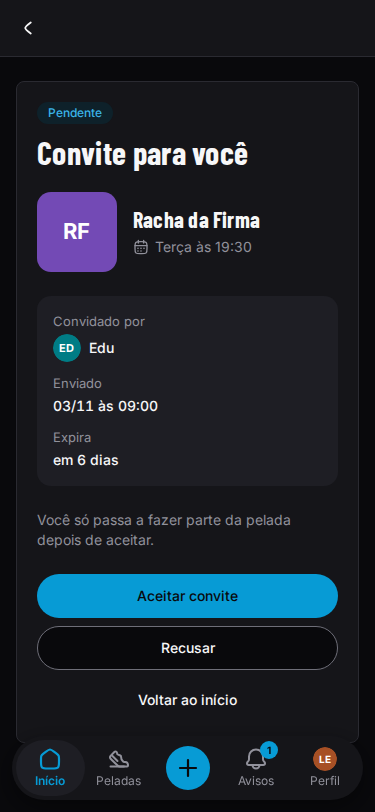 Pendente
Convite para você
RF
Racha da Firma
Terça às 19:30
Convidado por
ED
Edu
Enviado
03/11 às 09:00
Expira
em 6 dias
Você só passa a fazer parte da pelada
depois de aceitar.
Aceitar convite
Recusar
Voltar ao início
1
LE
Início
Peladas
Avisos
Perfil